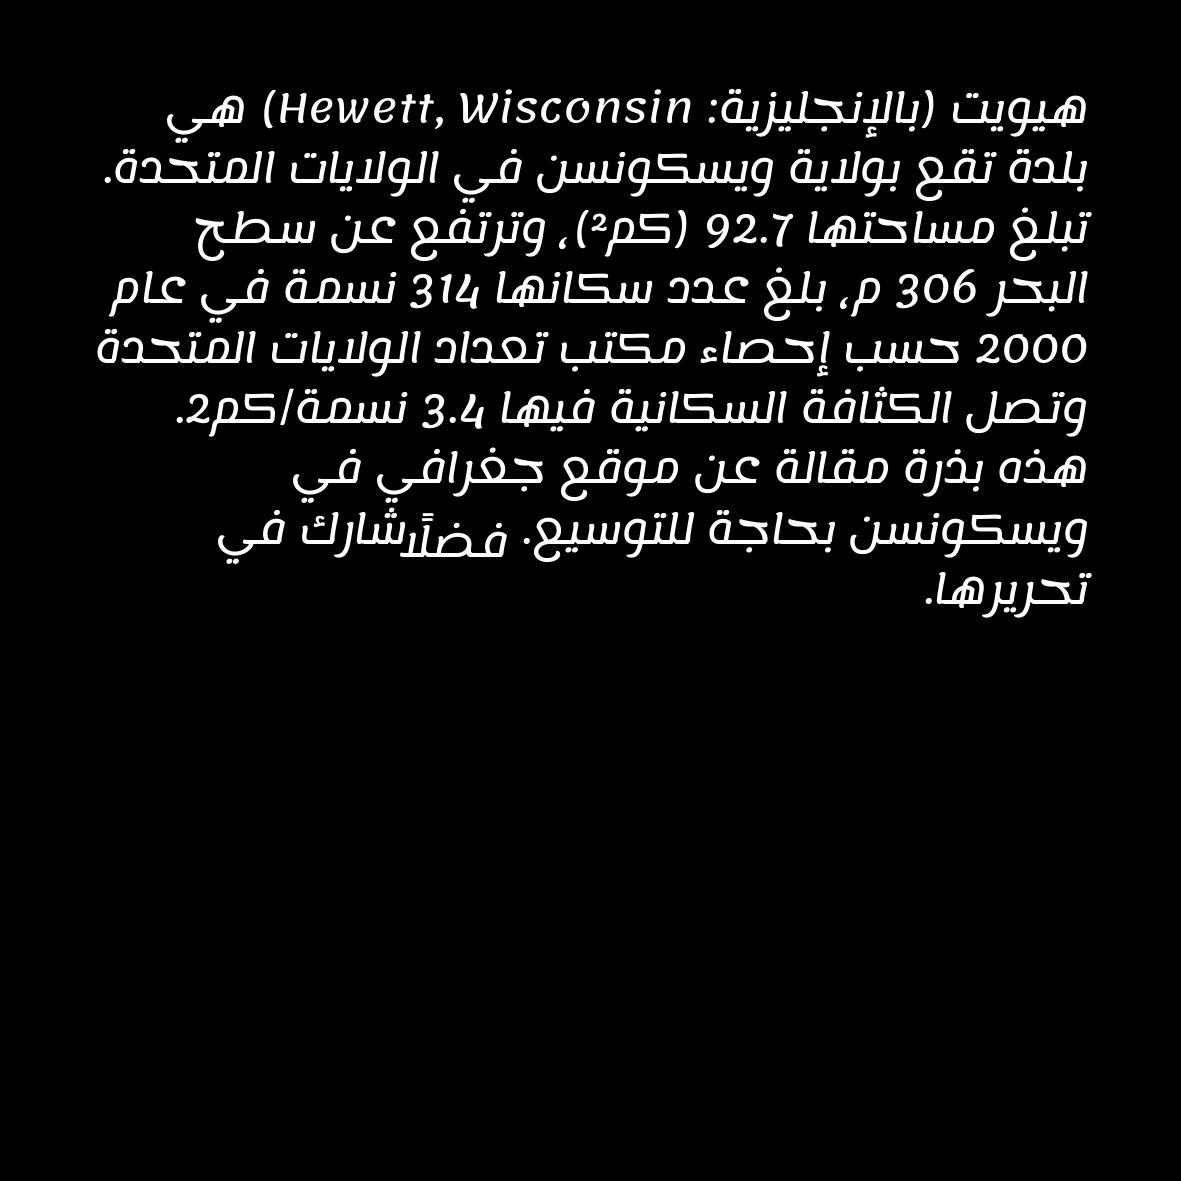 هيويت (بالإنجليزية: Hewett, Wisconsin) هي
بلدة تقع بولاية ويسكونسن في الولايات المتحدة.
تبلغ مساحتها 92.7 (كم²)، وترتفع عن سطح
البحر 306 م، بلغ عدد سكانها 314 نسمة في عام
2000 حسب إحصاء مكتب تعداد الولايات المتحدة
وتصل الكثافة السكانية فيها 3.4 نسمة/كم2.
هذه بذرة مقالة عن موقع جغرافي في
ويسكونسن بحاجة للتوسيع. فضلًا شارك في
تحريرها.